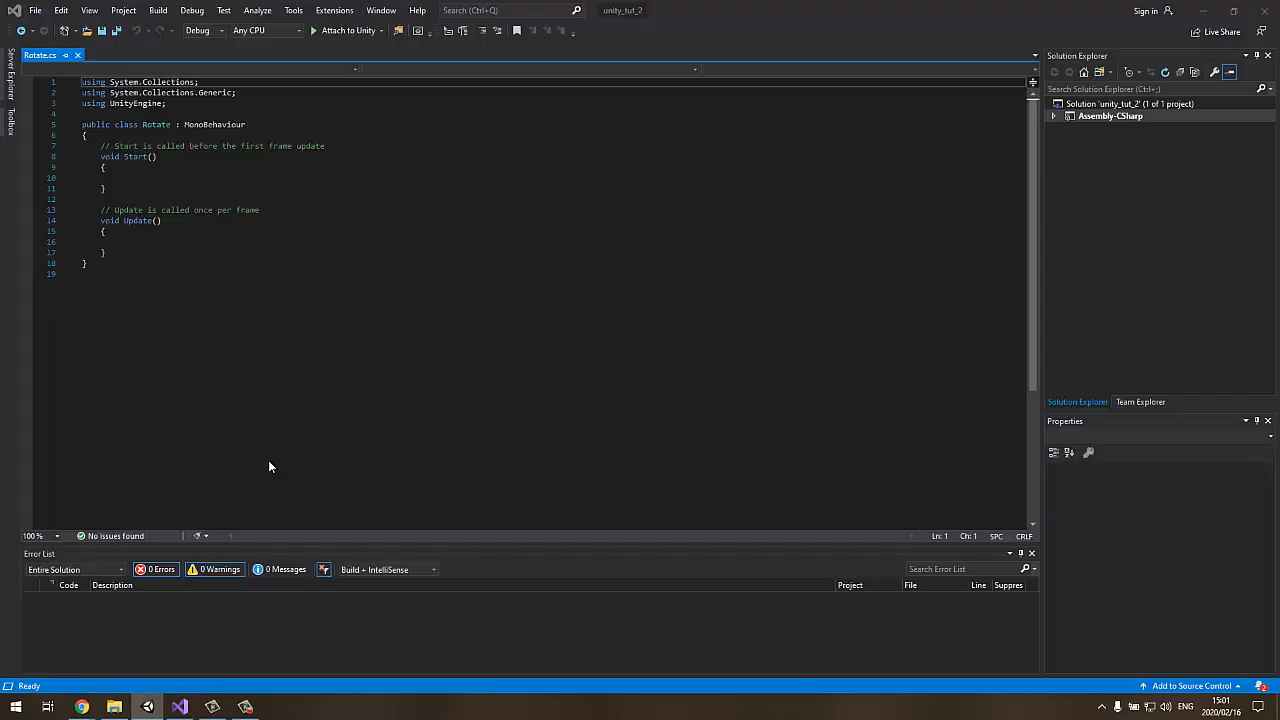 File Edit View Project Build Debug Test Analyze Tools Extensions Window Help Search (Ctrl+Q) unity_tut_2 Sign in
Debug Any CPU Attach to Unity Live Share
Server Explorer
Toolbox
Rotate.cs
1 using System.Collections;
2 using System.Collections.Generic;
3 using UnityEngine;
4
5 public class Rotate : MonoBehaviour
6 {
7 // Start is called before the first frame update
8 void Start()
9 {
10
11 }
12
13 // Update is called once per frame
14 void Update()
15 {
16
17 }
18 }
19
100 % No issues found Ln: 1 Ch: 1 SPC CRLF
Solution Explorer
Search Solution Explorer (Ctrl+;)
Solution 'unity_tut_2' (1 of 1 project)
Assembly-CSharp
Solution Explorer Team Explorer
Properties
Error List
Entire Solution 0 Errors 0 Warnings 0 Messages Build + IntelliSense Search Error List
Code Description Project File Line Suppres
Ready Add to Source Control 2
ENG 15:01
2020/02/16